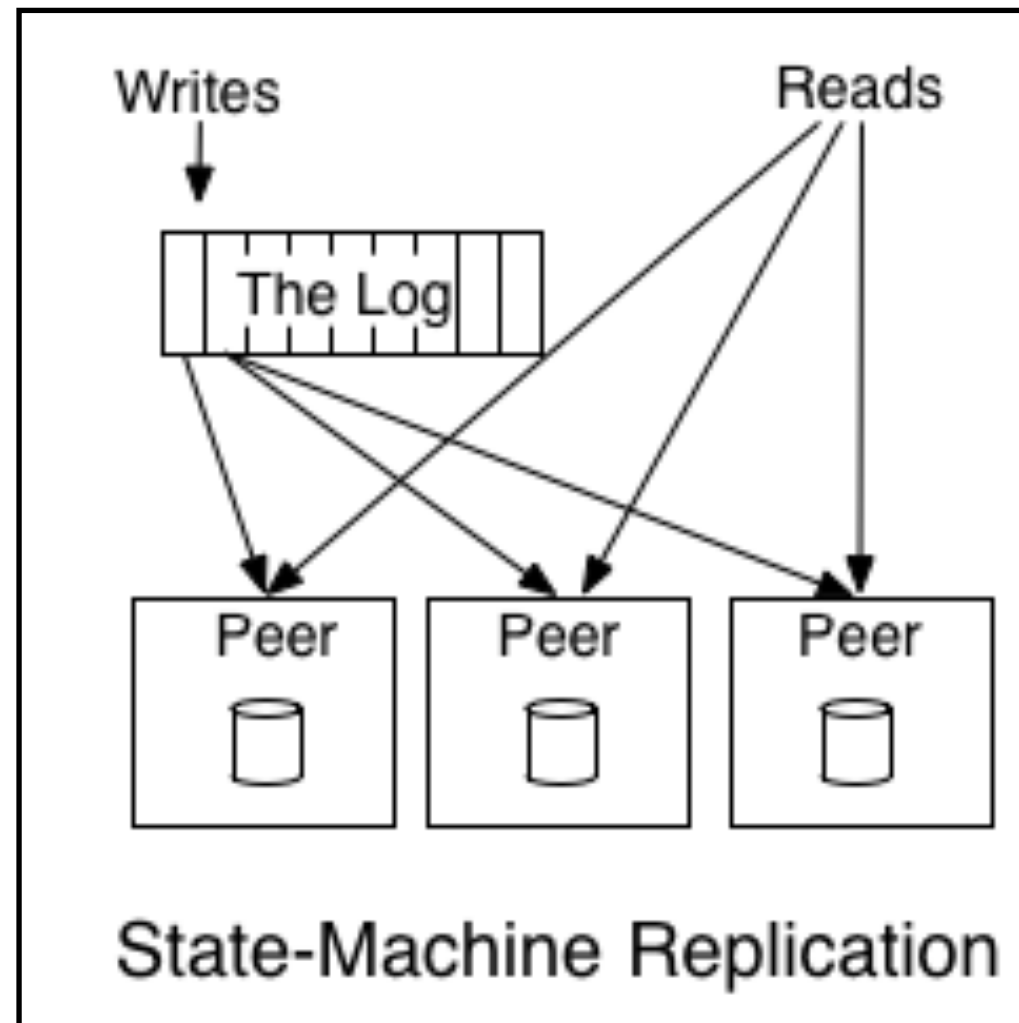 Writes
Reads
The Log
Peer
Peer
Peer
State-Machine Replication